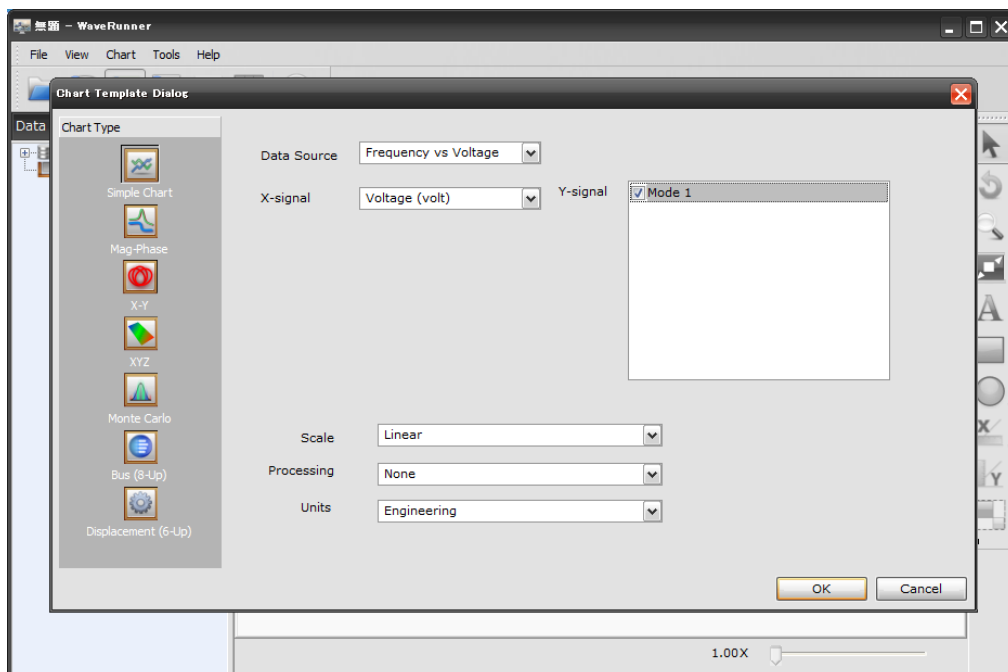 無題 - WaveRunner
File View Chart Tools Help
Chart Template Dialog
Data
Chart Type
Simple Chart
Mag-Phase
X-Y
XYZ
Monte Carlo
Bus (8-Up)
Displacement (6-Up)
Data Source Frequency vs Voltage
X-signal Voltage (volt)
Y-signal Mode 1
Scale Linear
Processing None
Units Engineering
OK Cancel
A
X
Y
1.00X